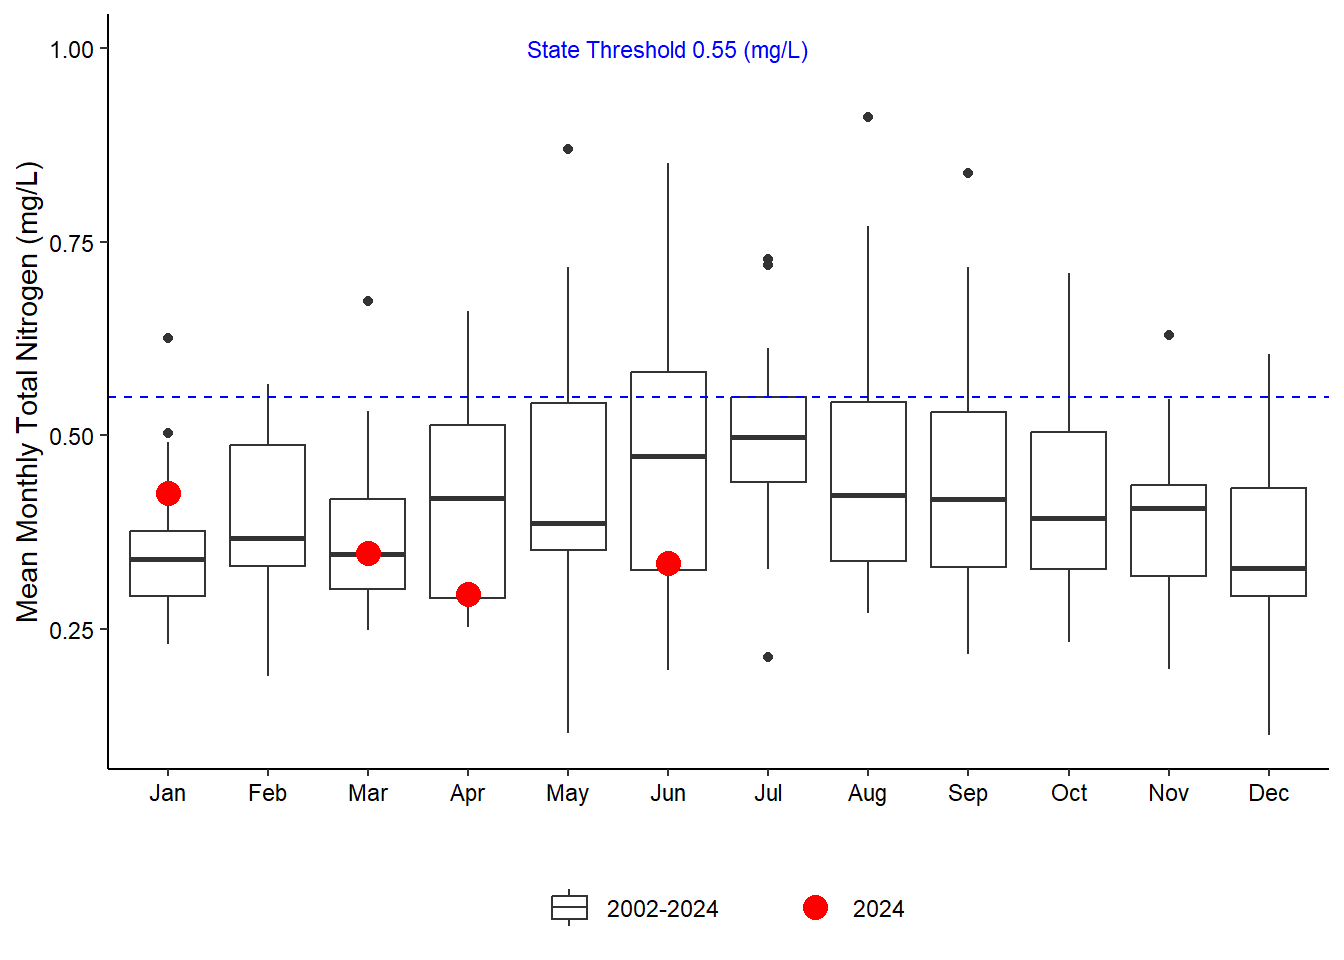 State Threshold 0.55 (mg/L)
Mean Monthly Total Nitrogen (mg/L)
1.00
0.75
0.50
0.25
Jan Feb Mar Apr May Jun Jul Aug Sep Oct Nov Dec
2002-2024 2024